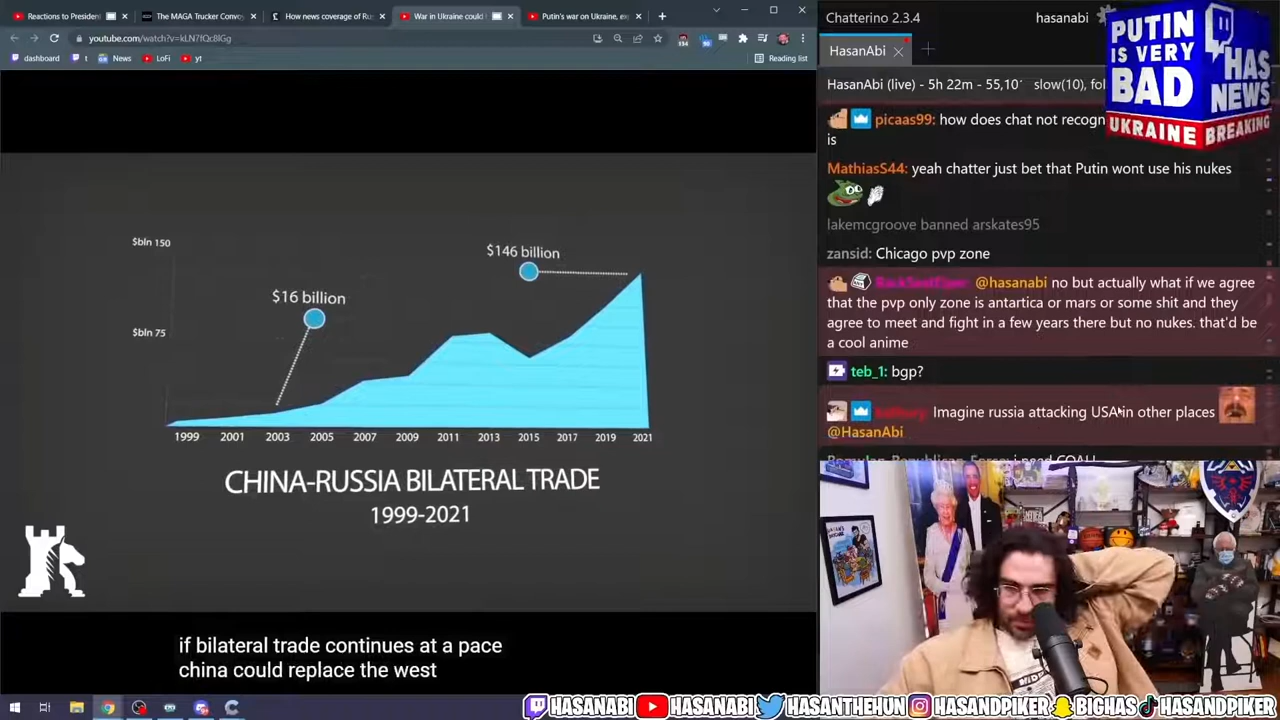 Reactions to President
The MAGA Trucker Convo
How news coverage of Rus
War in Ukraine could
Putin's war on Ukraine, ex
youtube.com/watch?v=kLN7fQc8lGg
dashboard
t
News
LoFi
yt
Reading list
$bln 150
$146 billion
$16 billion
$bln 75
1999 2001 2003 2005 2007 2009 2011 2013 2015 2017 2019 2021
CHINA-RUSSIA BILATERAL TRADE
1999-2021
if bilateral trade continues at a pace
china could replace the west
Chatterino 2.3.4
hasanabi
HasanAbi
HasanAbi (live) - 5h 22m - 55,10 slow(10), fol
PUTIN
IS VERY
BAD
HAS
NEWS
UKRAINE BREAKING
picaas99: how does chat not recogn
is
MathiasS44: yeah chatter just bet that Putin wont use his nukes
lakemcgroove banned arskates95
zansid: Chicago pvp zone
@hasanabi no but actually what if we agree
that the pvp only zone is antartica or mars or some shit and they
agree to meet and fight in a few years there but no nukes. that'd be
a cool anime
teb_1: bgp?
Imagine russia attacking USA in other places
@HasanAbi
HASANABI HASANABI HASANTHEHUN HASANDPIKER BIGHAS HASANDPIKER